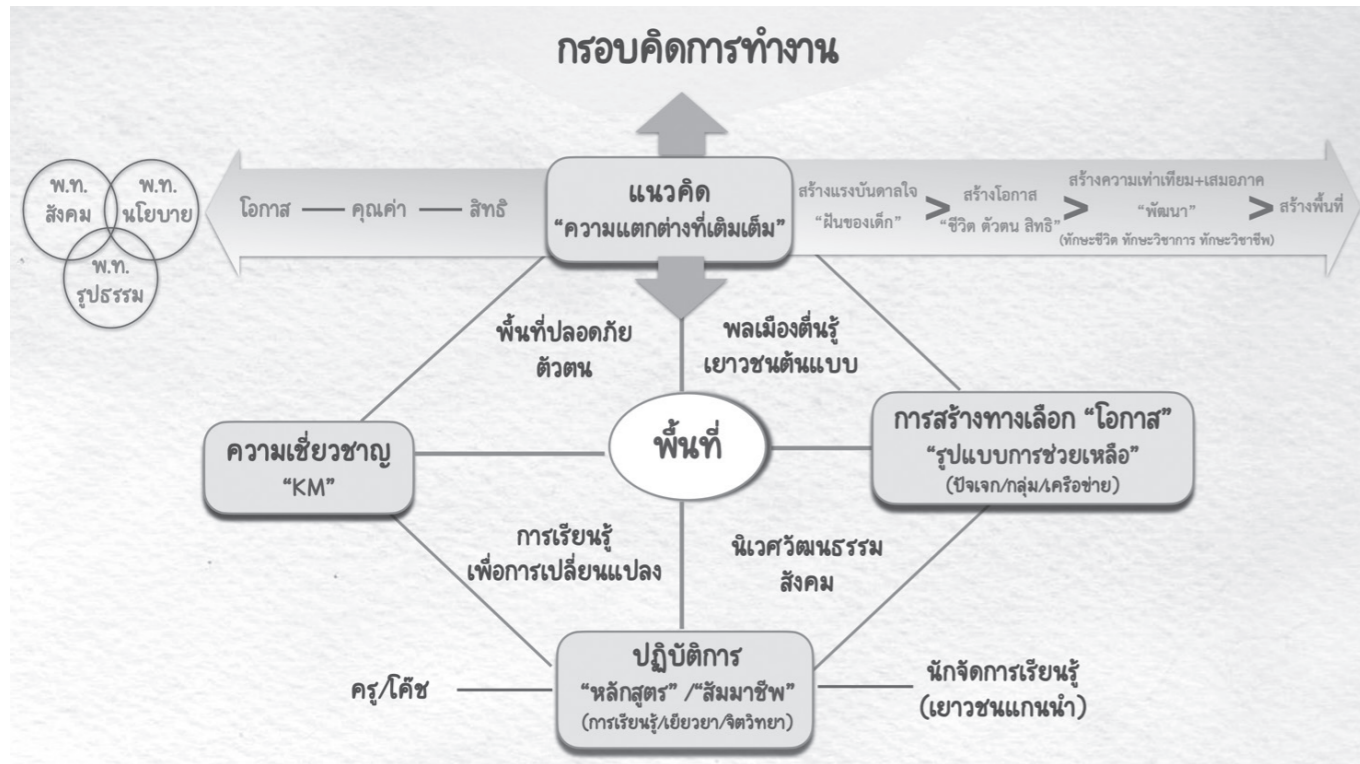 กรอบคิดการทำงาน
พ.ท.
สังคม
พ.ท.
นโยบาย
พ.ท.
รูปธรรม
โอกาส — คุณค่า — สิทธิ
แนวคิด
“ความแตกต่างที่เติมเต็ม”
สร้างแรงบันดาลใจ
“ฝันของเด็ก”
>
สร้างโอกาส
“ชีวิต ตัวตน สิทธิ”
>
สร้างความเท่าเทียม+เสมอภาค
“พัฒนา”
(ทักษะชีวิต ทักษะวิชาการ ทักษะวิชาชีพ)
>
สร้างพื้นที่
พื้นที่ปลอดภัย
ตัวตน
พลเมืองตื่นรู้
เยาวชนต้นแบบ
ความเชี่ยวชาญ
“KM”
พื้นที่
การสร้างทางเลือก “โอกาส”
“รูปแบบการช่วยเหลือ”
(ปัจเจก/กลุ่ม/เครือข่าย)
การเรียนรู้
เพื่อการเปลี่ยนแปลง
นิเวศวัฒนธรรม
สังคม
ครู/โค๊ช
ปฏิบัติการ
“หลักสูตร” /“สัมมาชีพ”
(การเรียนรู้/เยียวยา/จิตวิทยา)
นักจัดการเรียนรู้
(เยาวชนแกนนำ)